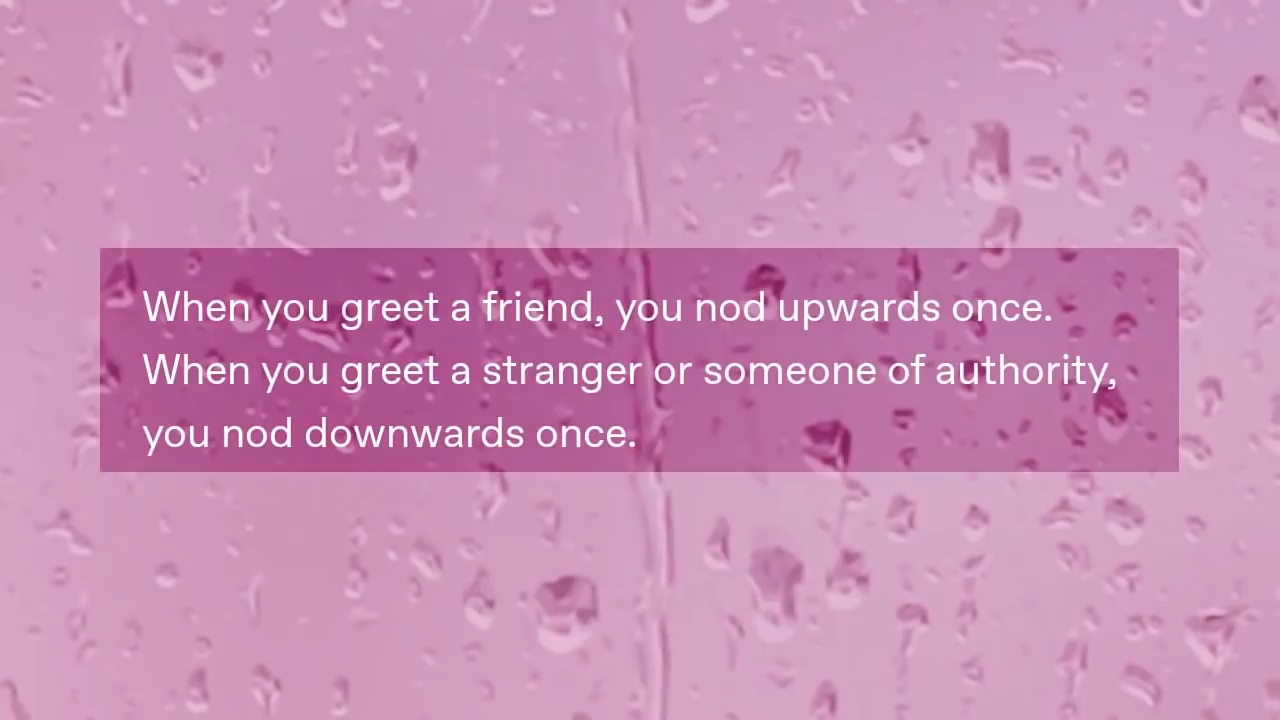 When you greet a friend, you nod upwards once.
When you greet a stranger or someone of authority,
you nod downwards once.